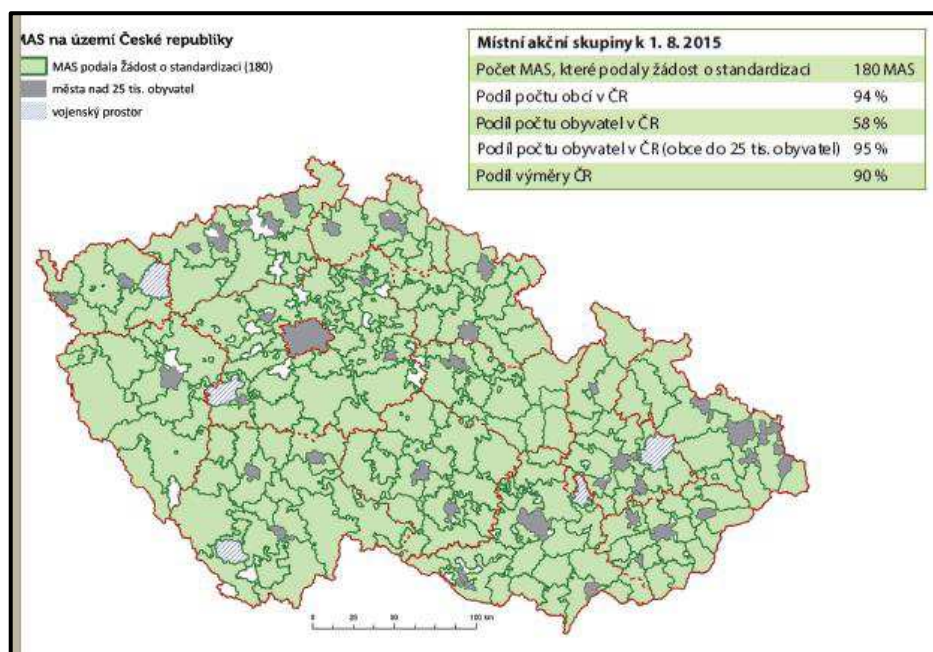 MAS na území České republiky
MAS podala Žádost o standardizaci (180)
města nad 25 tis. obyvatel
vojenský prostor
Místní akční skupiny k 1. 8. 2015
Počet MAS, které podaly žádost o standardizaci 180 MAS
Podíl počtu obcí v ČR 94 %
Podíl počtu obyvatel v ČR 58 %
Podíl počtu obyvatel v ČR (obce do 25 tis. obyvatel) 95 %
Podíl výměry ČR 90 %
0 100 km